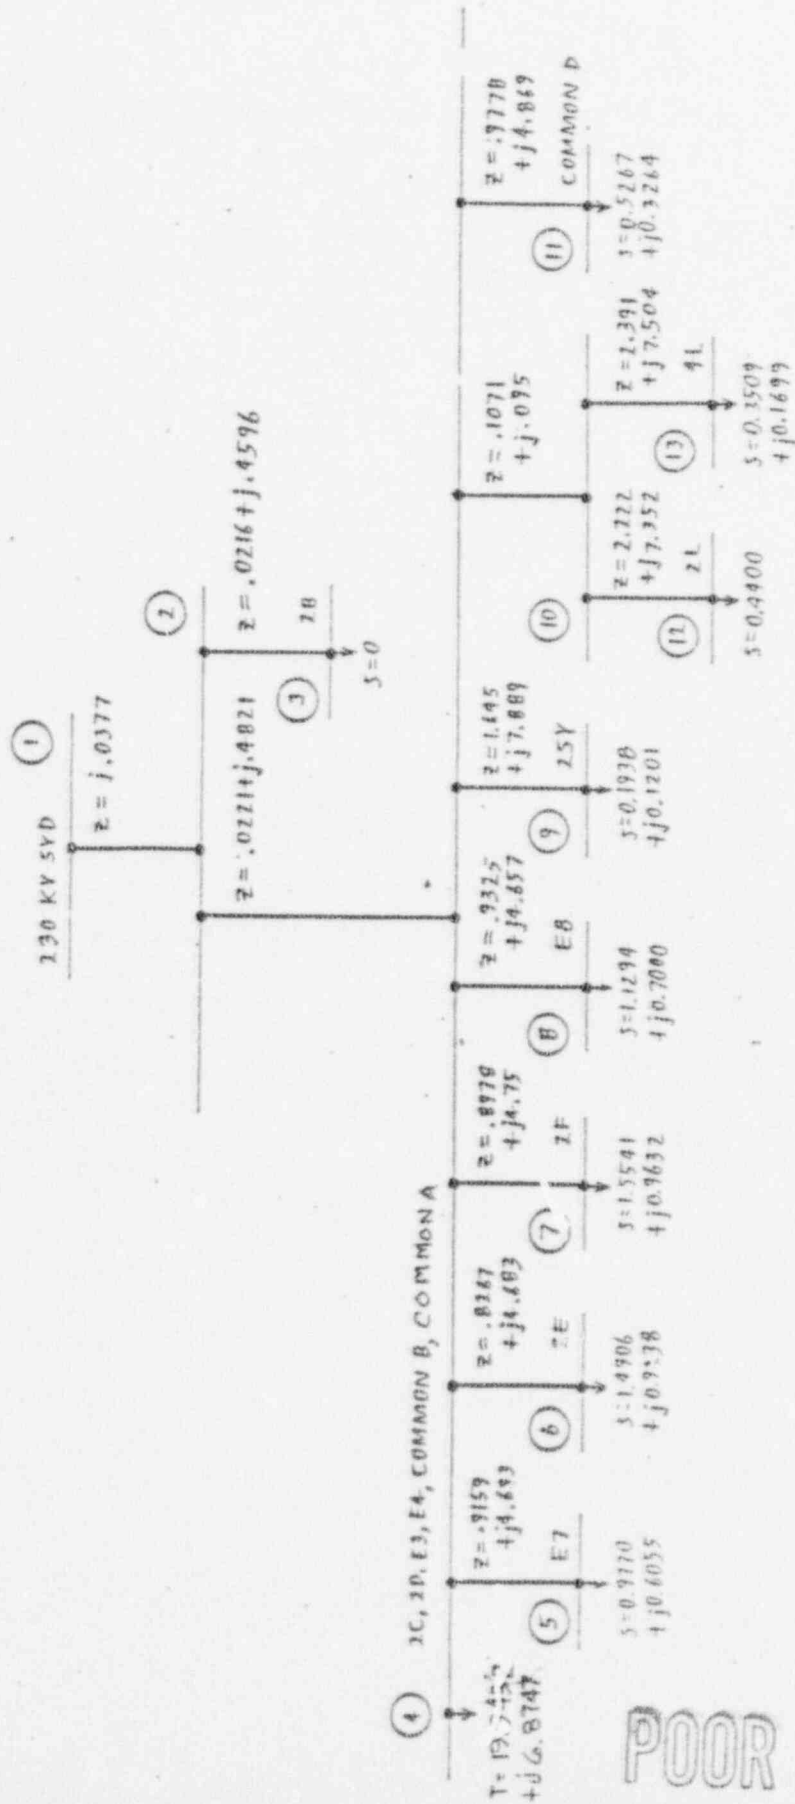 230 KV SYD
1
Z = j.0377
2
Z = .0221+j.4821
Z = .0216+j.4596
3
2B
S=0
4
2C, 2D, E3, E4, COMMON B, COMMON A
+j6.8747
Z = .9159
+j4.693
5
E7
S=0.9770
+j0.6055
Z = .8267
+j4.683
6
2E
S=1.4906
Z = .8978
+j4.75
7
2F
S=1.5541
+j0.9632
Z = .9325
+j4.657
8
E8
S=1.1294
+j0.7000
Z=1.645
+j7.889
9
2SY
S=0.1938
+j0.1201
Z = .1071
+j.095
10
Z=2.222
+j7.352
12
2L
S=0.4400
Z=2.391
+j7.504
13
S=0.3509
+j0.1699
Z = .9778
+j4.869
11
COMMON D
S=0.5267
+j0.3264
POOR